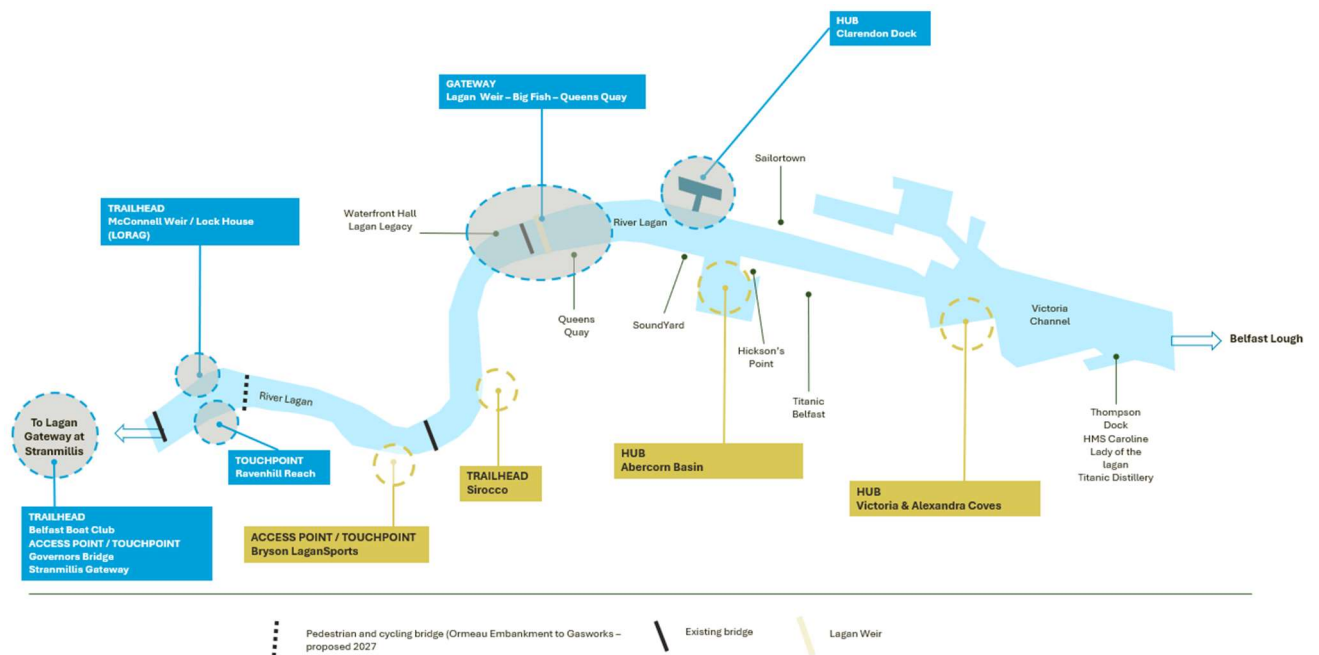 HUB
Clarendon Dock
GATEWAY
Lagan Weir – Big Fish – Queens Quay
Sailortown
TRAILHEAD
McConnell Weir / Lock House
(LORAG)
Waterfront Hall
Lagan Legacy
River Lagan
Queens
Quay
SoundYard
Hickson's
Point
Titanic
Belfast
Victoria
Channel
Belfast Lough
River Lagan
To Lagan
Gateway at
Stranmillis
TOUCHPOINT
Ravenhill Reach
TRAILHEAD
Sirocco
HUB
Abercorn Basin
HUB
Victoria & Alexandra Coves
Thompson
Dock
HMS Caroline
Lady of the
lagan
Titanic Distillery
TRAILHEAD
Belfast Boat Club
ACCESS POINT / TOUCHPOINT
Governors Bridge
Stranmillis Gateway
ACCESS POINT / TOUCHPOINT
Bryson LaganSports
Pedestrian and cycling bridge (Ormeau Embankment to Gasworks –
proposed 2027
Existing bridge
Lagan Weir